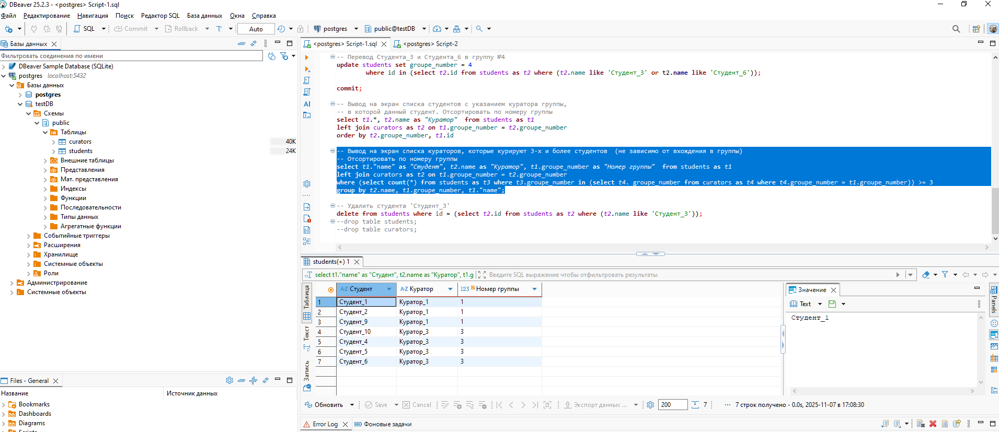 DBeaver 25.2.3 - <postgres> Script-1.sql
Файл Редактирование Навигация Поиск Редактор SQL База данных Окна Справка
SQL Commit Rollback T Auto postgres public@testDB
Базы данных
Фильтровать соединения по имени
DBeaver Sample Database (SQLite)
postgres localhost:5432
Базы данных
postgres
testDB
Схемы
public
Таблицы
curators 40K
students 24K
Внешние таблицы
Представления
Мат. представления
Индексы
Функции
Последовательности
Типы данных
Агрегатные функции
Событийные триггеры
Расширения
Хранилище
Системные объекты
Роли
Администрирование
Системные объекты
Files - General
Название Источник данных
Bookmarks
Dashboards
Diagrams
Scripts
<postgres> Script-1.sql <postgres> Script-2
AI
-- Перевод Студента_3 и Студента_6 в группу №4
update students set groupe_number = 4
where id in (select t2.id from students as t2 where (t2.name like 'Студент_3' or t2.name like 'Студент_6'));
commit;
-- Вывод на экран списка студентов с указанием куратора группы,
-- в которой данный студент. Отсортировать по номеру группы
select t1.*, t2.name as "Куратор"  from students as t1
left join curators as t2 on t1.groupe_number = t2.groupe_number
order by t2.groupe_number, t1.id
-- Вывод на экран списка кураторов, которые курируют 3-х и более студентов  (не зависимо от вхождения в группы)
-- Отсортировать по номеру группы
select t1."name" as "Студент", t2.name as "Куратор", t1.groupe_number as "Номер группы"  from students as t1
left join curators as t2 on t1.groupe_number = t2.groupe_number
where (select count(*) from students as t3 where t3.groupe_number in (select t4. groupe_number from curators as t4 where t4.groupe_number = t1.groupe_number)) >= 3
group by t2.name, t1.groupe_number, t1."name";
-- Удалить студента 'Студент_3'
delete from students where id = (select t2.id from students as t2 where (t2.name like 'Студент_3'));
--drop table students;
--drop table curators;
students(+) 1
select t1."name" as "Студент", t2.name as "Куратор", t1.g Введите SQL выражение чтобы отфильтровать результаты
Таблица
Текст
Запись
A-Z Студент A-Z Куратор 123 Номер группы
1 Студент_1 Куратор_1 1
2 Студент_2 Куратор_1 1
3 Студент_9 Куратор_1 1
4 Студент_10 Куратор_3 3
5 Студент_4 Куратор_3 3
6 Студент_5 Куратор_3 3
7 Студент_6 Куратор_3 3
Значение
Text
Студент_1
Panels
Обновить Save Cancel Экспорт данных ... 200 7 ... 7 строк получено - 0.0s, 2025-11-07 в 17:08:30
Error Log Фоновые задачи